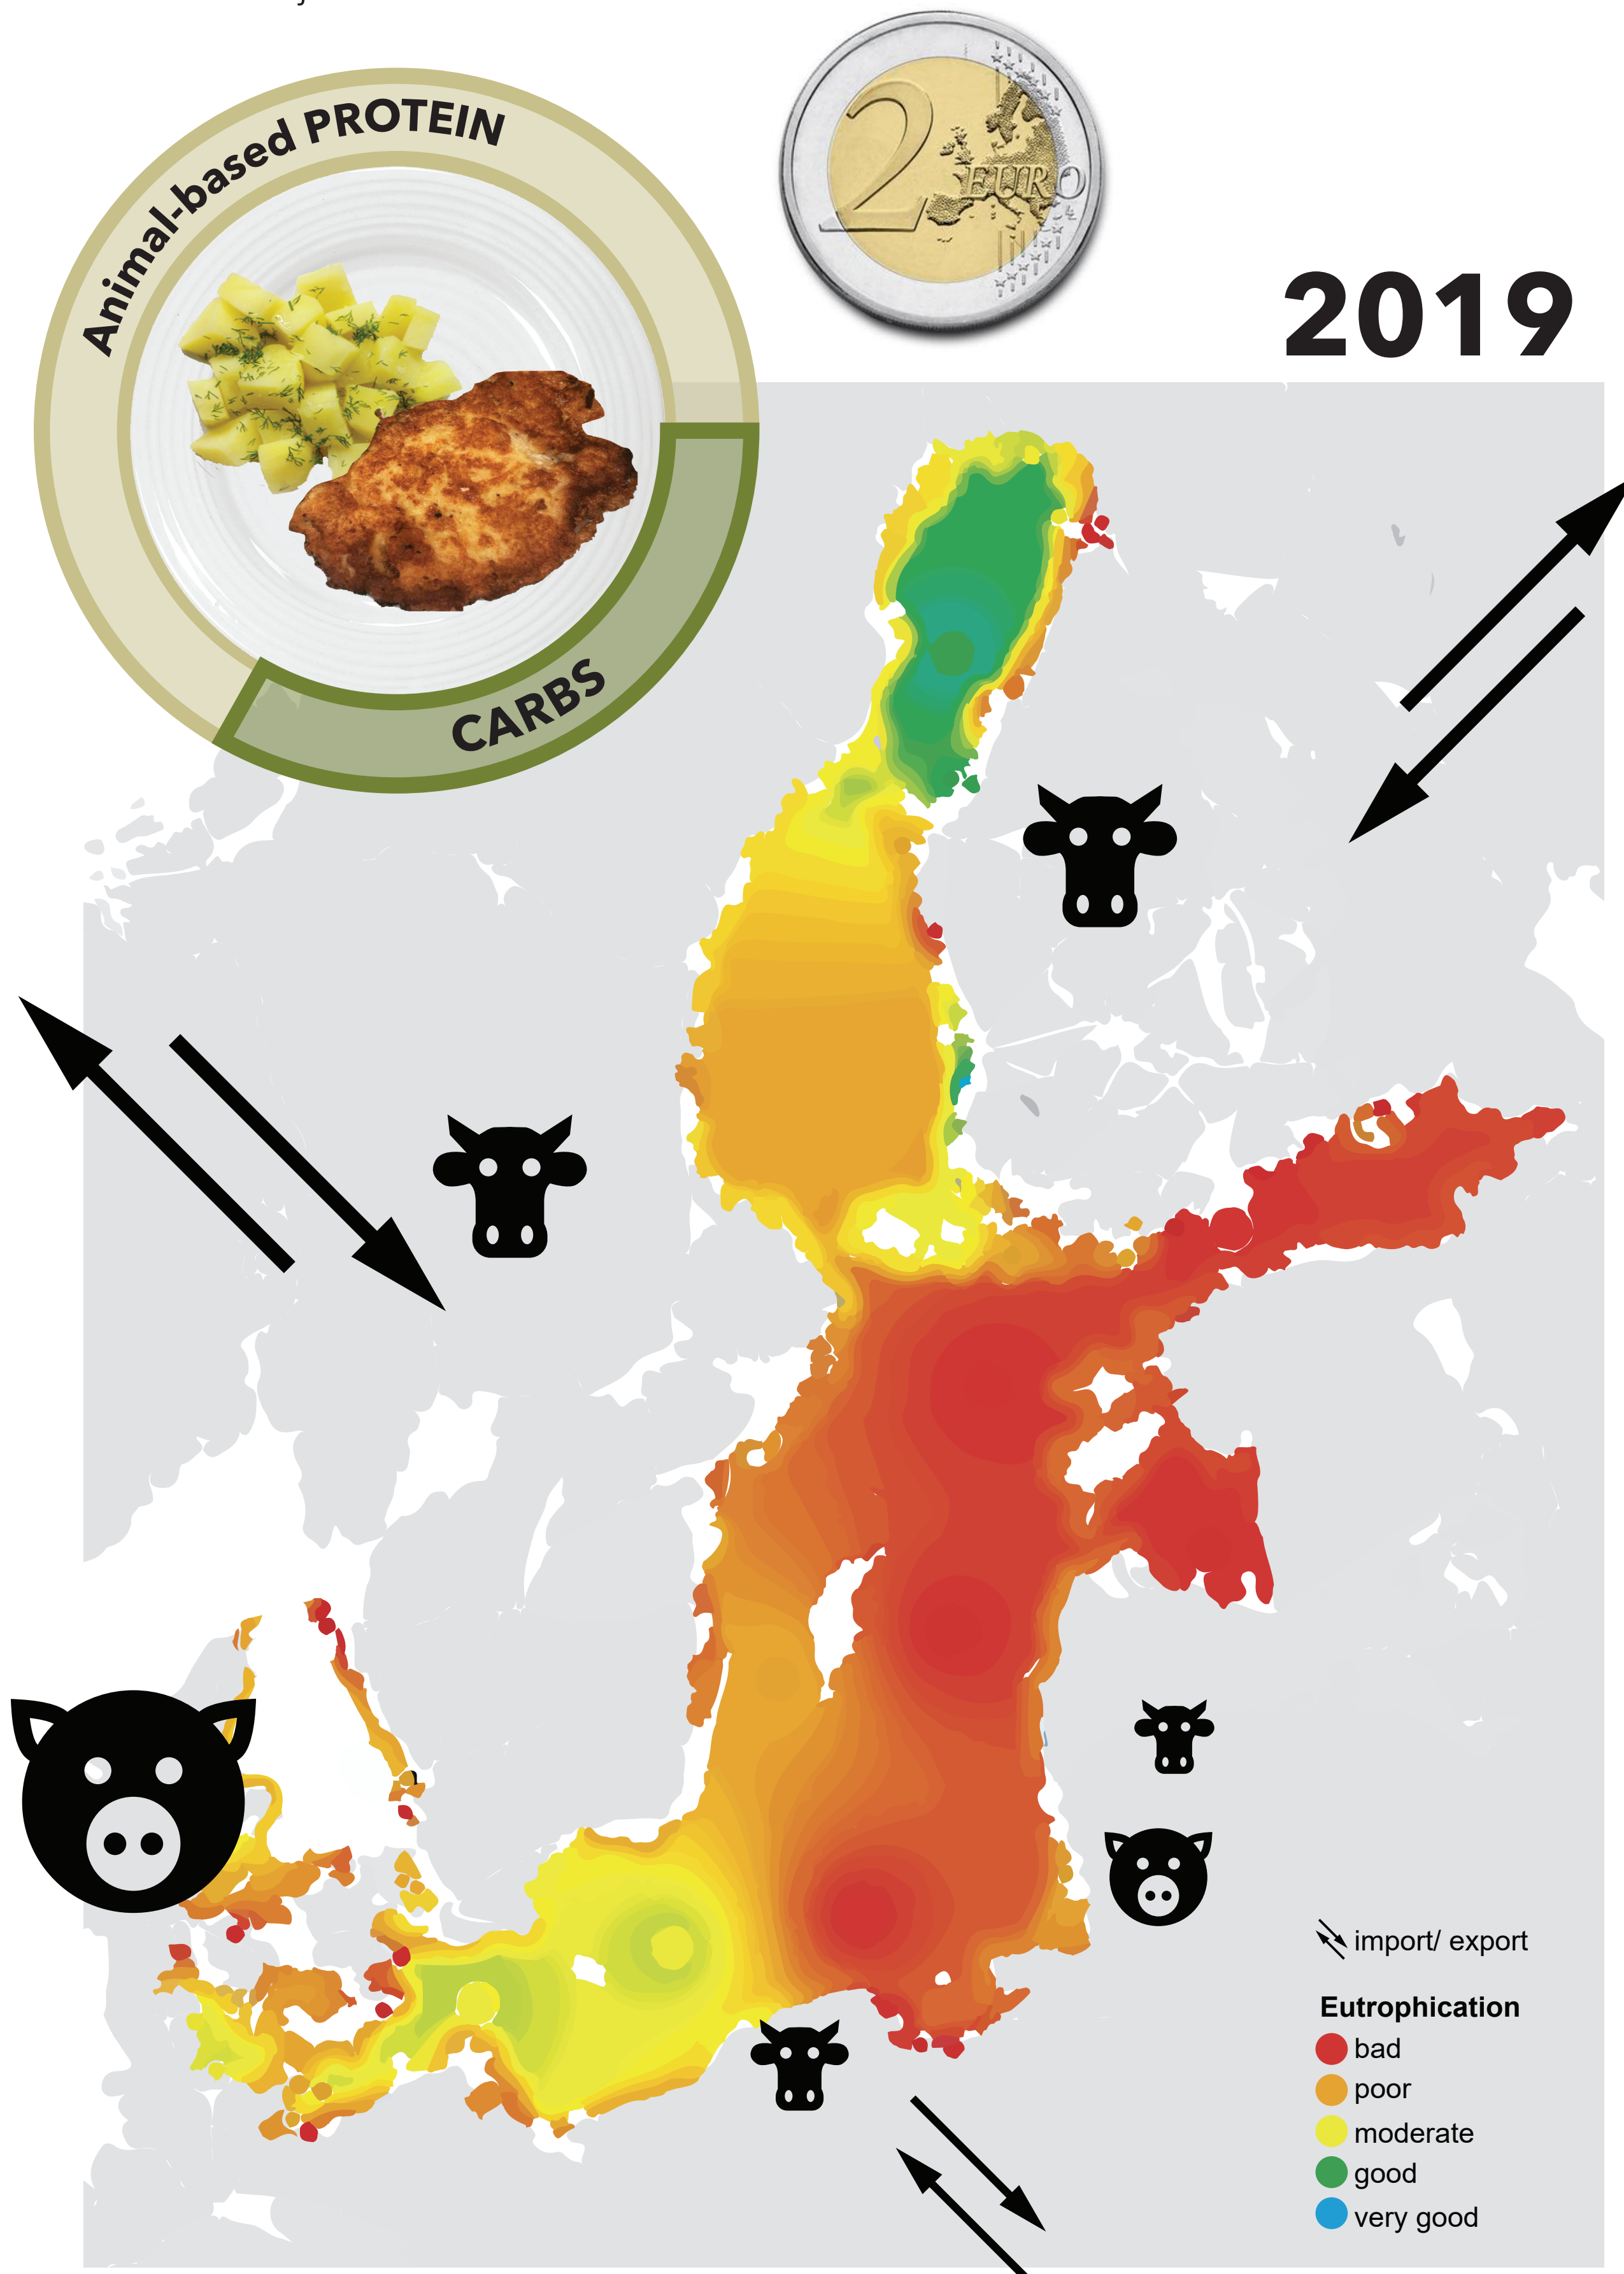 Animal-based PROTEIN
2 EURO
2019
CARBS
import/ export
Eutrophication
bad
poor
moderate
good
very good